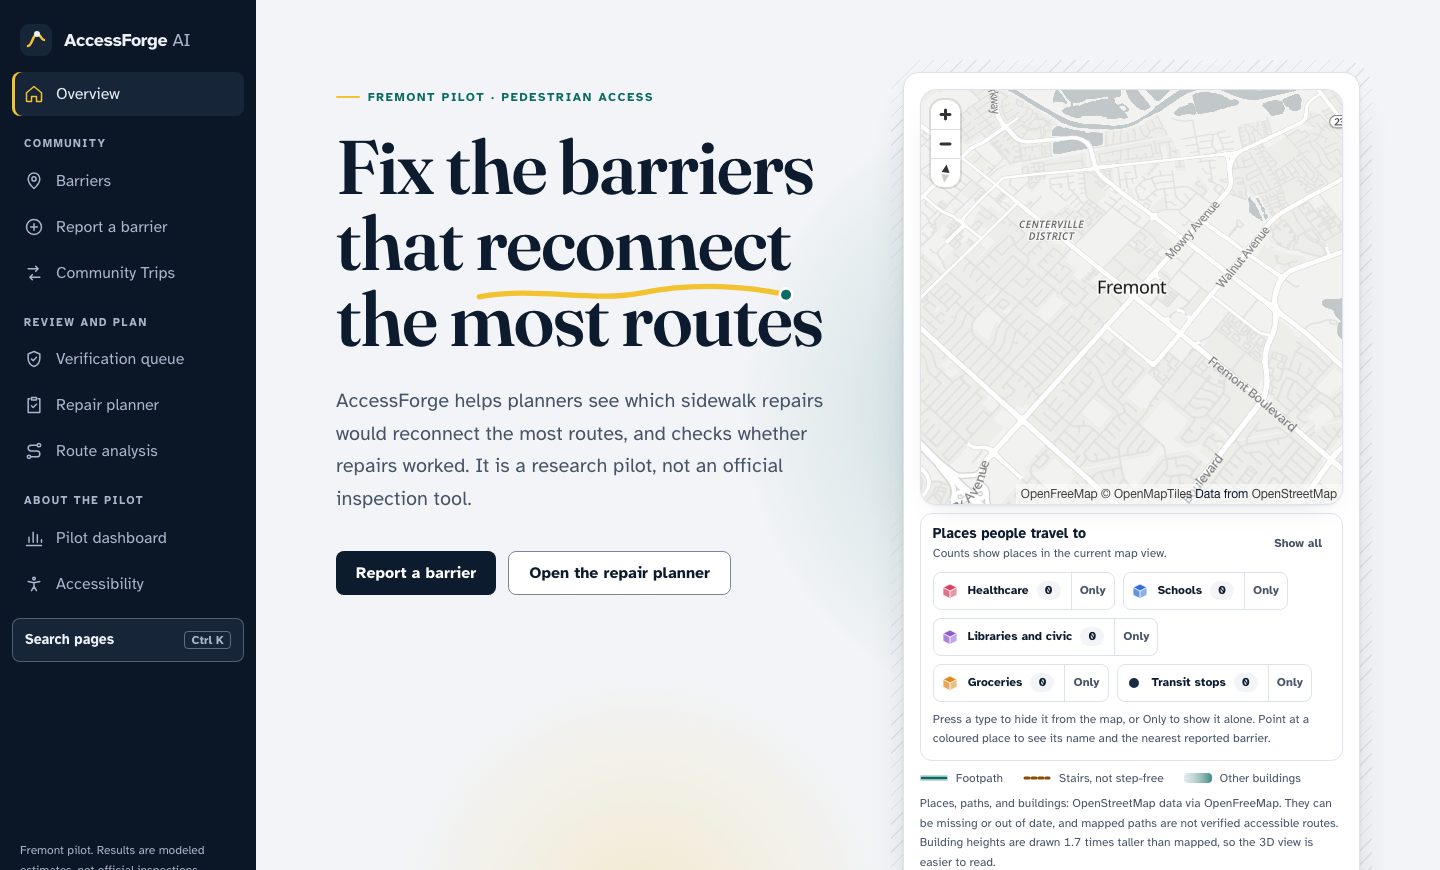 AccessForge AI
Overview
COMMUNITY
Barriers
Report a barrier
Community Trips
REVIEW AND PLAN
Verification queue
Repair planner
Route analysis
ABOUT THE PILOT
Pilot dashboard
Accessibility
Search pages
Ctrl K
Fremont pilot. Results are modeled
estimates, not official inspections
FREMONT PILOT · PEDESTRIAN ACCESS
Fix the barriers
that reconnect
the most routes
AccessForge helps planners see which sidewalk repairs
would reconnect the most routes, and checks whether
repairs worked. It is a research pilot, not an official
inspection tool.
Report a barrier
Open the repair planner
CENTERVILLE
DISTRICT
Mowry Avenue
Walnut Avenue
Fremont
Fremont Boulevard
Avenue
OpenFreeMap © OpenMapTiles Data from OpenStreetMap
Places people travel to
Counts show places in the current map view.
Show all
Healthcare 0 Only
Schools 0 Only
Libraries and civic 0 Only
Groceries 0 Only
Transit stops 0 Only
Press a type to hide it from the map, or Only to show it alone. Point at a
coloured place to see its name and the nearest reported barrier.
Footpath
Stairs, not step-free
Other buildings
Places, paths, and buildings: OpenStreetMap data via OpenFreeMap. They can
be missing or out of date, and mapped paths are not verified accessible routes.
Building heights are drawn 1.7 times taller than mapped, so the 3D view is
easier to read.